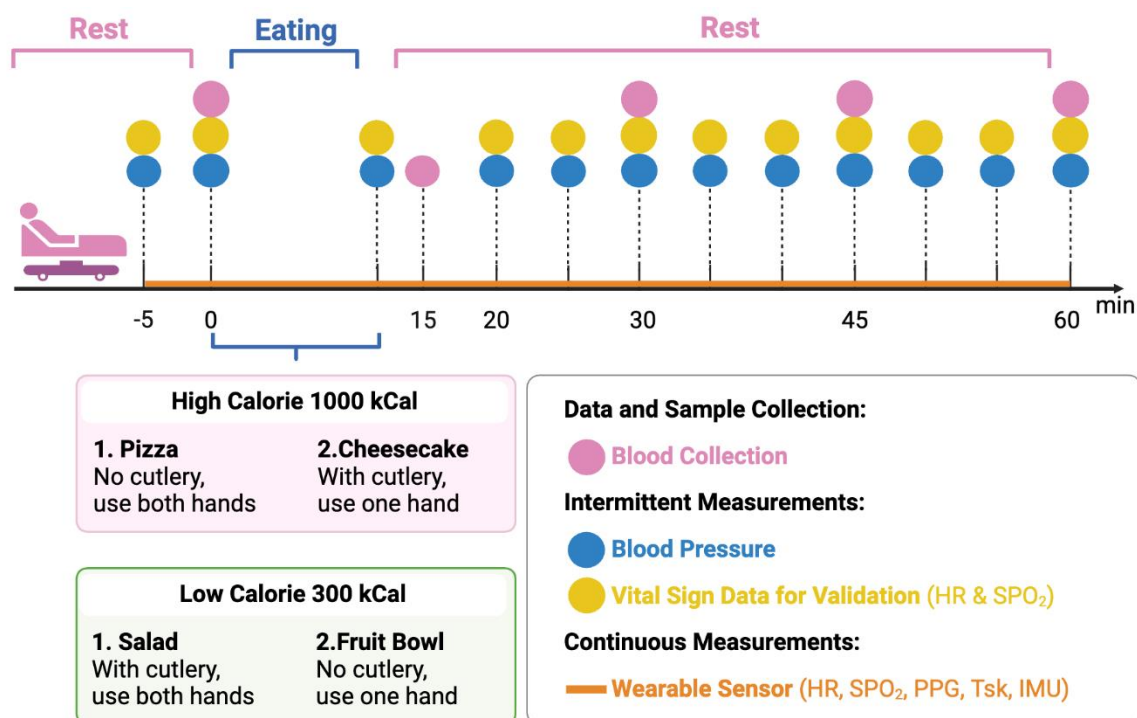 Rest
Eating
Rest
-5
0
15
20
30
45
60
min
High Calorie 1000 kCal
1. Pizza
No cutlery,
use both hands
2.Cheesecake
With cutlery,
use one hand
Low Calorie 300 kCal
1. Salad
With cutlery,
use both hands
2.Fruit Bowl
No cutlery,
use one hand
Data and Sample Collection:
Blood Collection
Intermittent Measurements:
Blood Pressure
Vital Sign Data for Validation (HR & SPO₂)
Continuous Measurements:
Wearable Sensor (HR, SPO₂, PPG, Tsk, IMU)